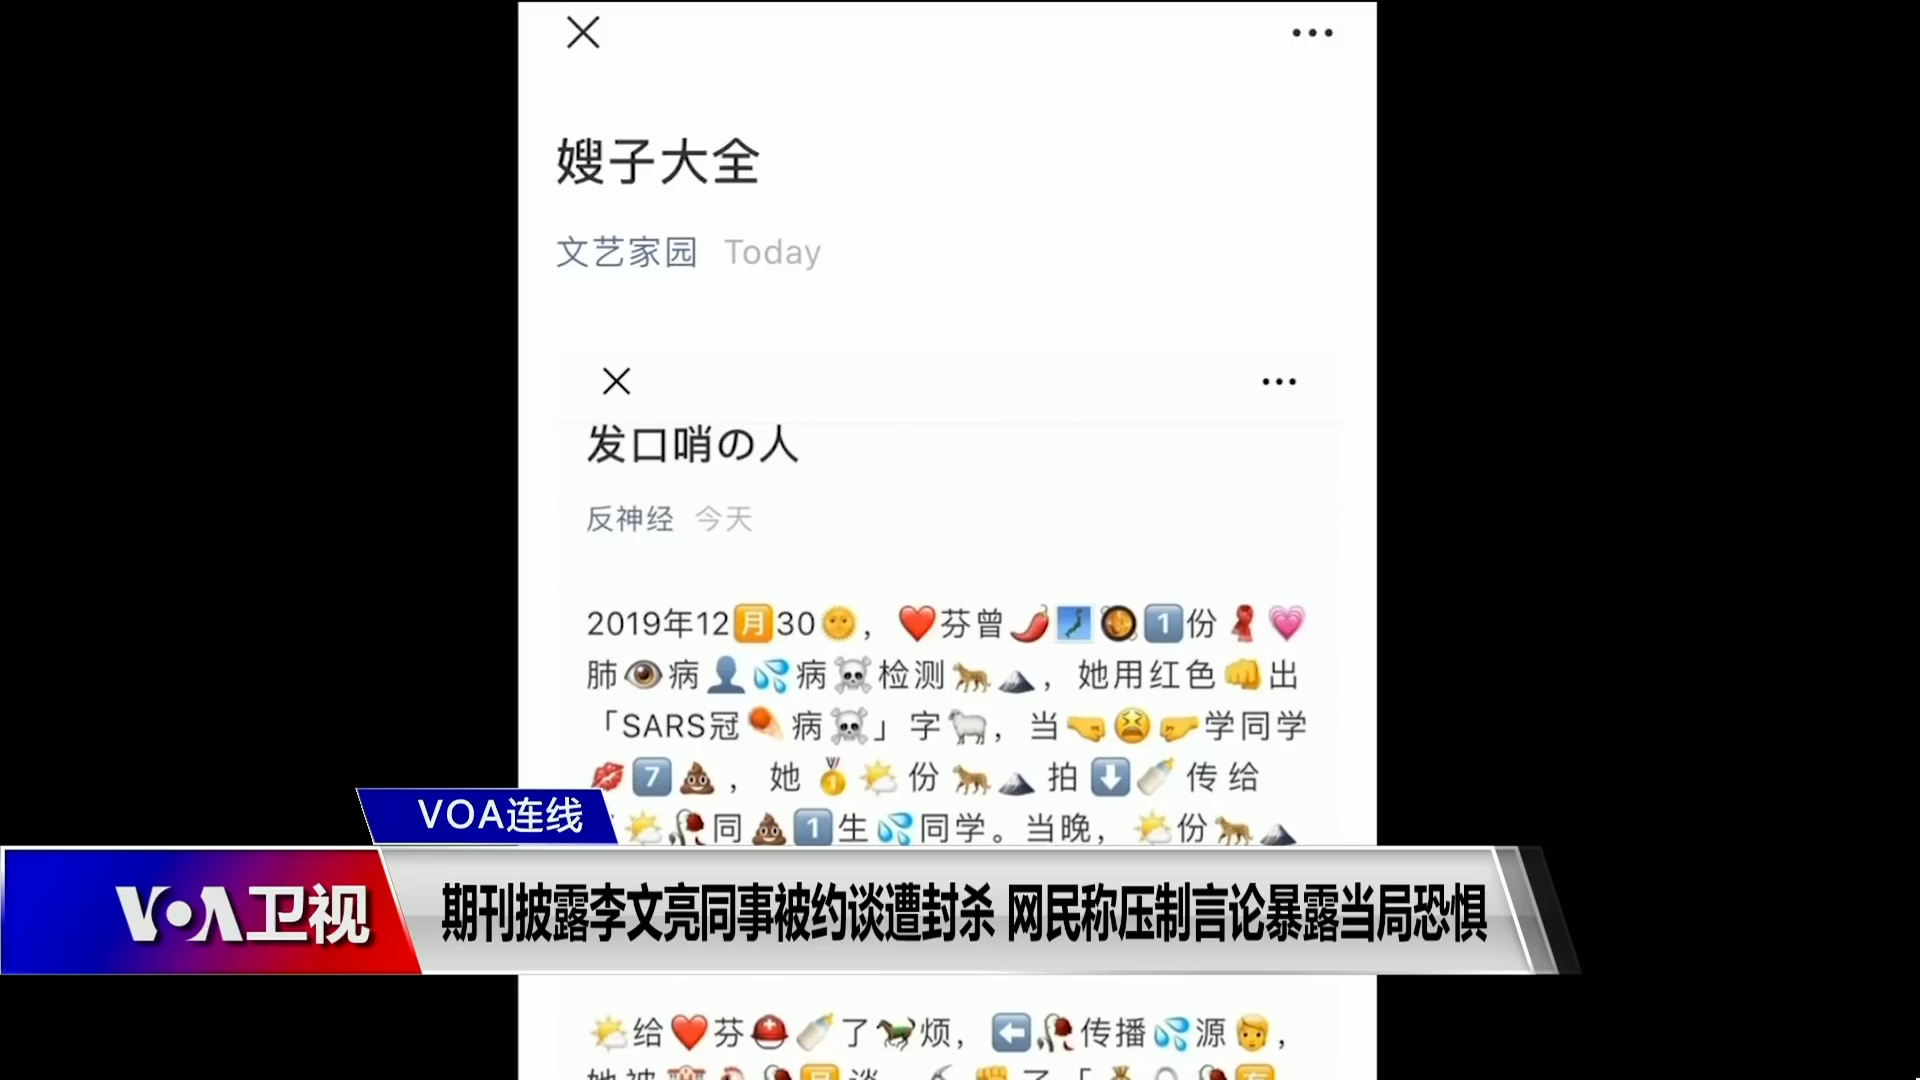 嫂子大全
文艺家园 Today
发口哨の人
反神经 今天
2019年12🈷️30🌞，❤️芬曾🌶️🗾🥘1️⃣份🧣💗
肺👁️病👤💦病☠️检测🐆🏔️，她用红色👊出
「SARS冠☄️病☠️」字🐑，当🤜😫🤛学同学
💋7️⃣💩，她🥇🌤️份🐆🏔️拍⬇️🍼传给
🌤️🥀同💩1️⃣生💦同学。当晚，🌤️份🐆🏔️
VOA连线
VOA卫视
期刊披露李文亮同事被约谈遭封杀 网民称压制言论暴露当局恐惧
🌤️给❤️芬⛑️🍼了🐎烦，⬅️🥀传播💦源👱，